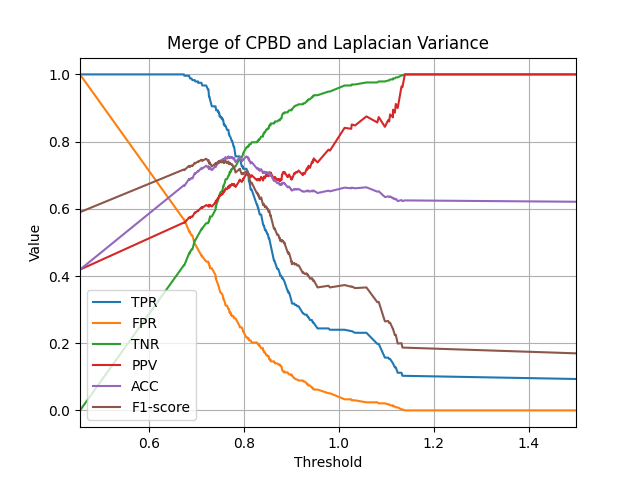 Merge of CPBD and Laplacian Variance
1.0
0.8
0.6
0.4
0.2
0.0
Value
TPR
FPR
TNR
PPV
ACC
F1-score
0.6 0.8 1.0 1.2 1.4
Threshold